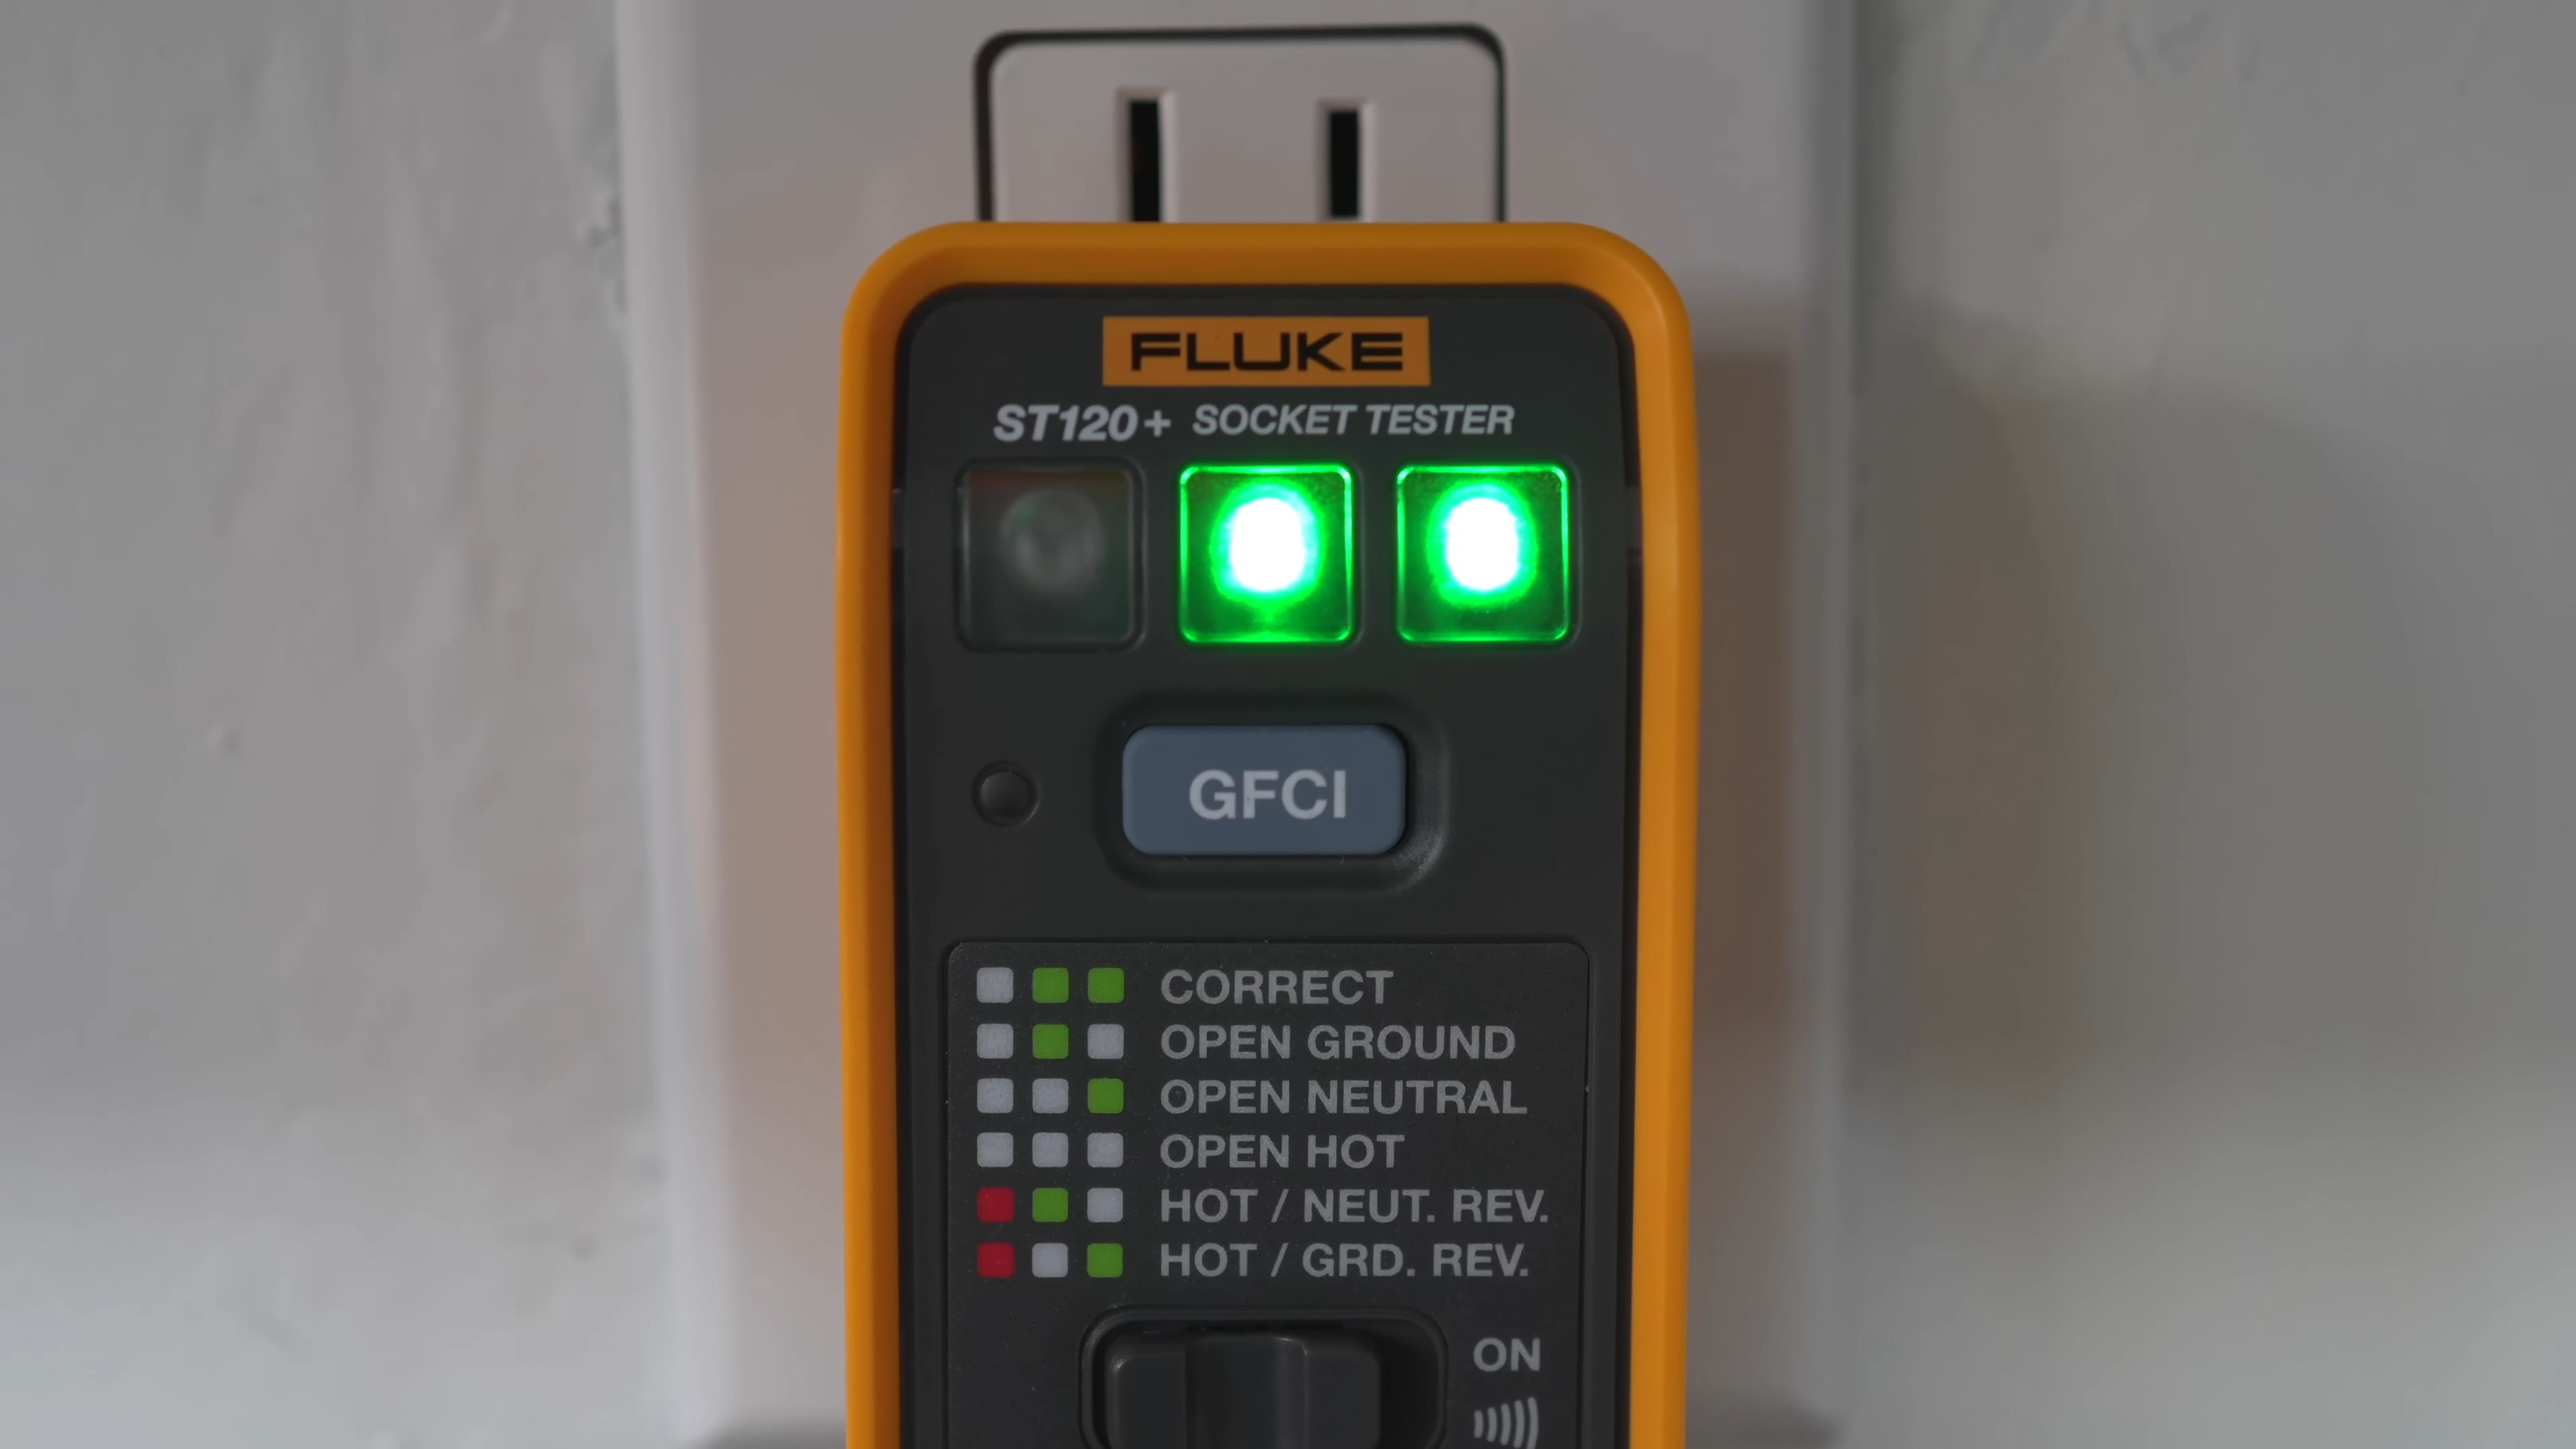 FLUKE
ST120+ SOCKET TESTER
GFCI
CORRECT
OPEN GROUND
OPEN NEUTRAL
OPEN HOT
HOT / NEUT. REV.
HOT / GRD. REV.
ON